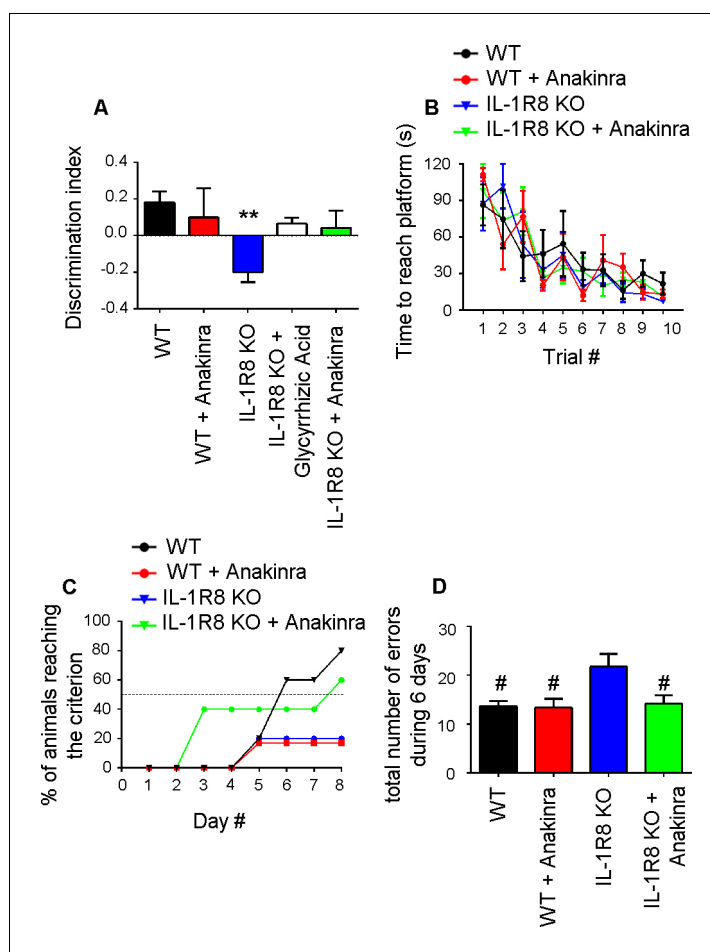 A
Discrimination index
0.4
0.2
0.0
-0.2
-0.4
**
WT
WT + Anakinra
IL-1R8 KO
IL-1R8 KO +
Glycyrrhizic Acid
IL-1R8 KO + Anakinra
B
WT
WT + Anakinra
IL-1R8 KO
IL-1R8 KO + Anakinra
Time to reach platform (s)
120
90
60
30
0
1 2 3 4 5 6 7 8 9 10
Trial #
C
WT
WT + Anakinra
IL-1R8 KO
IL-1R8 KO + Anakinra
% of animals reaching
the criterion
100
80
60
40
20
0
0 1 2 3 4 5 6 7 8
Day #
D
total number of errors
during 6 days
30
20
10
0
# # #
WT
WT + Anakinra
IL-1R8 KO
IL-1R8 KO +
Anakinra